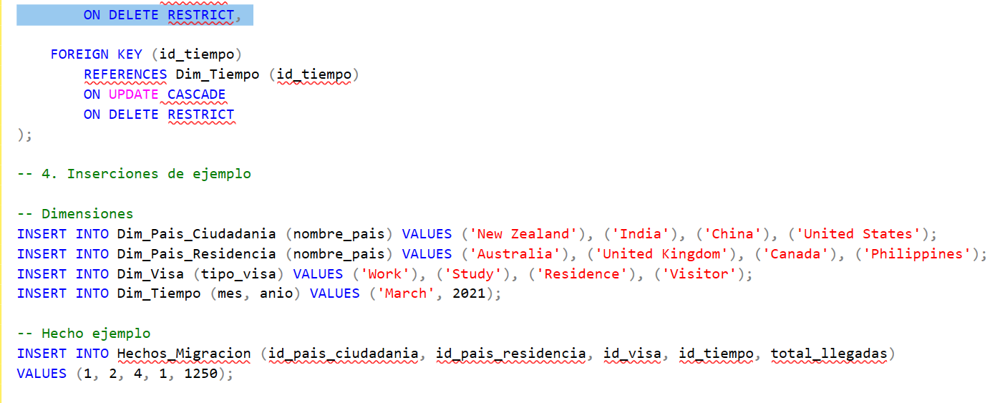 ON DELETE RESTRICT,
FOREIGN KEY (id_tiempo)
REFERENCES Dim_Tiempo (id_tiempo)
ON UPDATE CASCADE
ON DELETE RESTRICT
);
-- 4. Inserciones de ejemplo
-- Dimensiones
INSERT INTO Dim_Pais_Ciudadania (nombre_pais) VALUES ('New Zealand'), ('India'), ('China'), ('United States');
INSERT INTO Dim_Pais_Residencia (nombre_pais) VALUES ('Australia'), ('United Kingdom'), ('Canada'), ('Philippines');
INSERT INTO Dim_Visa (tipo_visa) VALUES ('Work'), ('Study'), ('Residence'), ('Visitor');
INSERT INTO Dim_Tiempo (mes, anio) VALUES ('March', 2021);
-- Hecho ejemplo
INSERT INTO Hechos_Migracion (id_pais_ciudadania, id_pais_residencia, id_visa, id_tiempo, total_llegadas)
VALUES (1, 2, 4, 1, 1250);